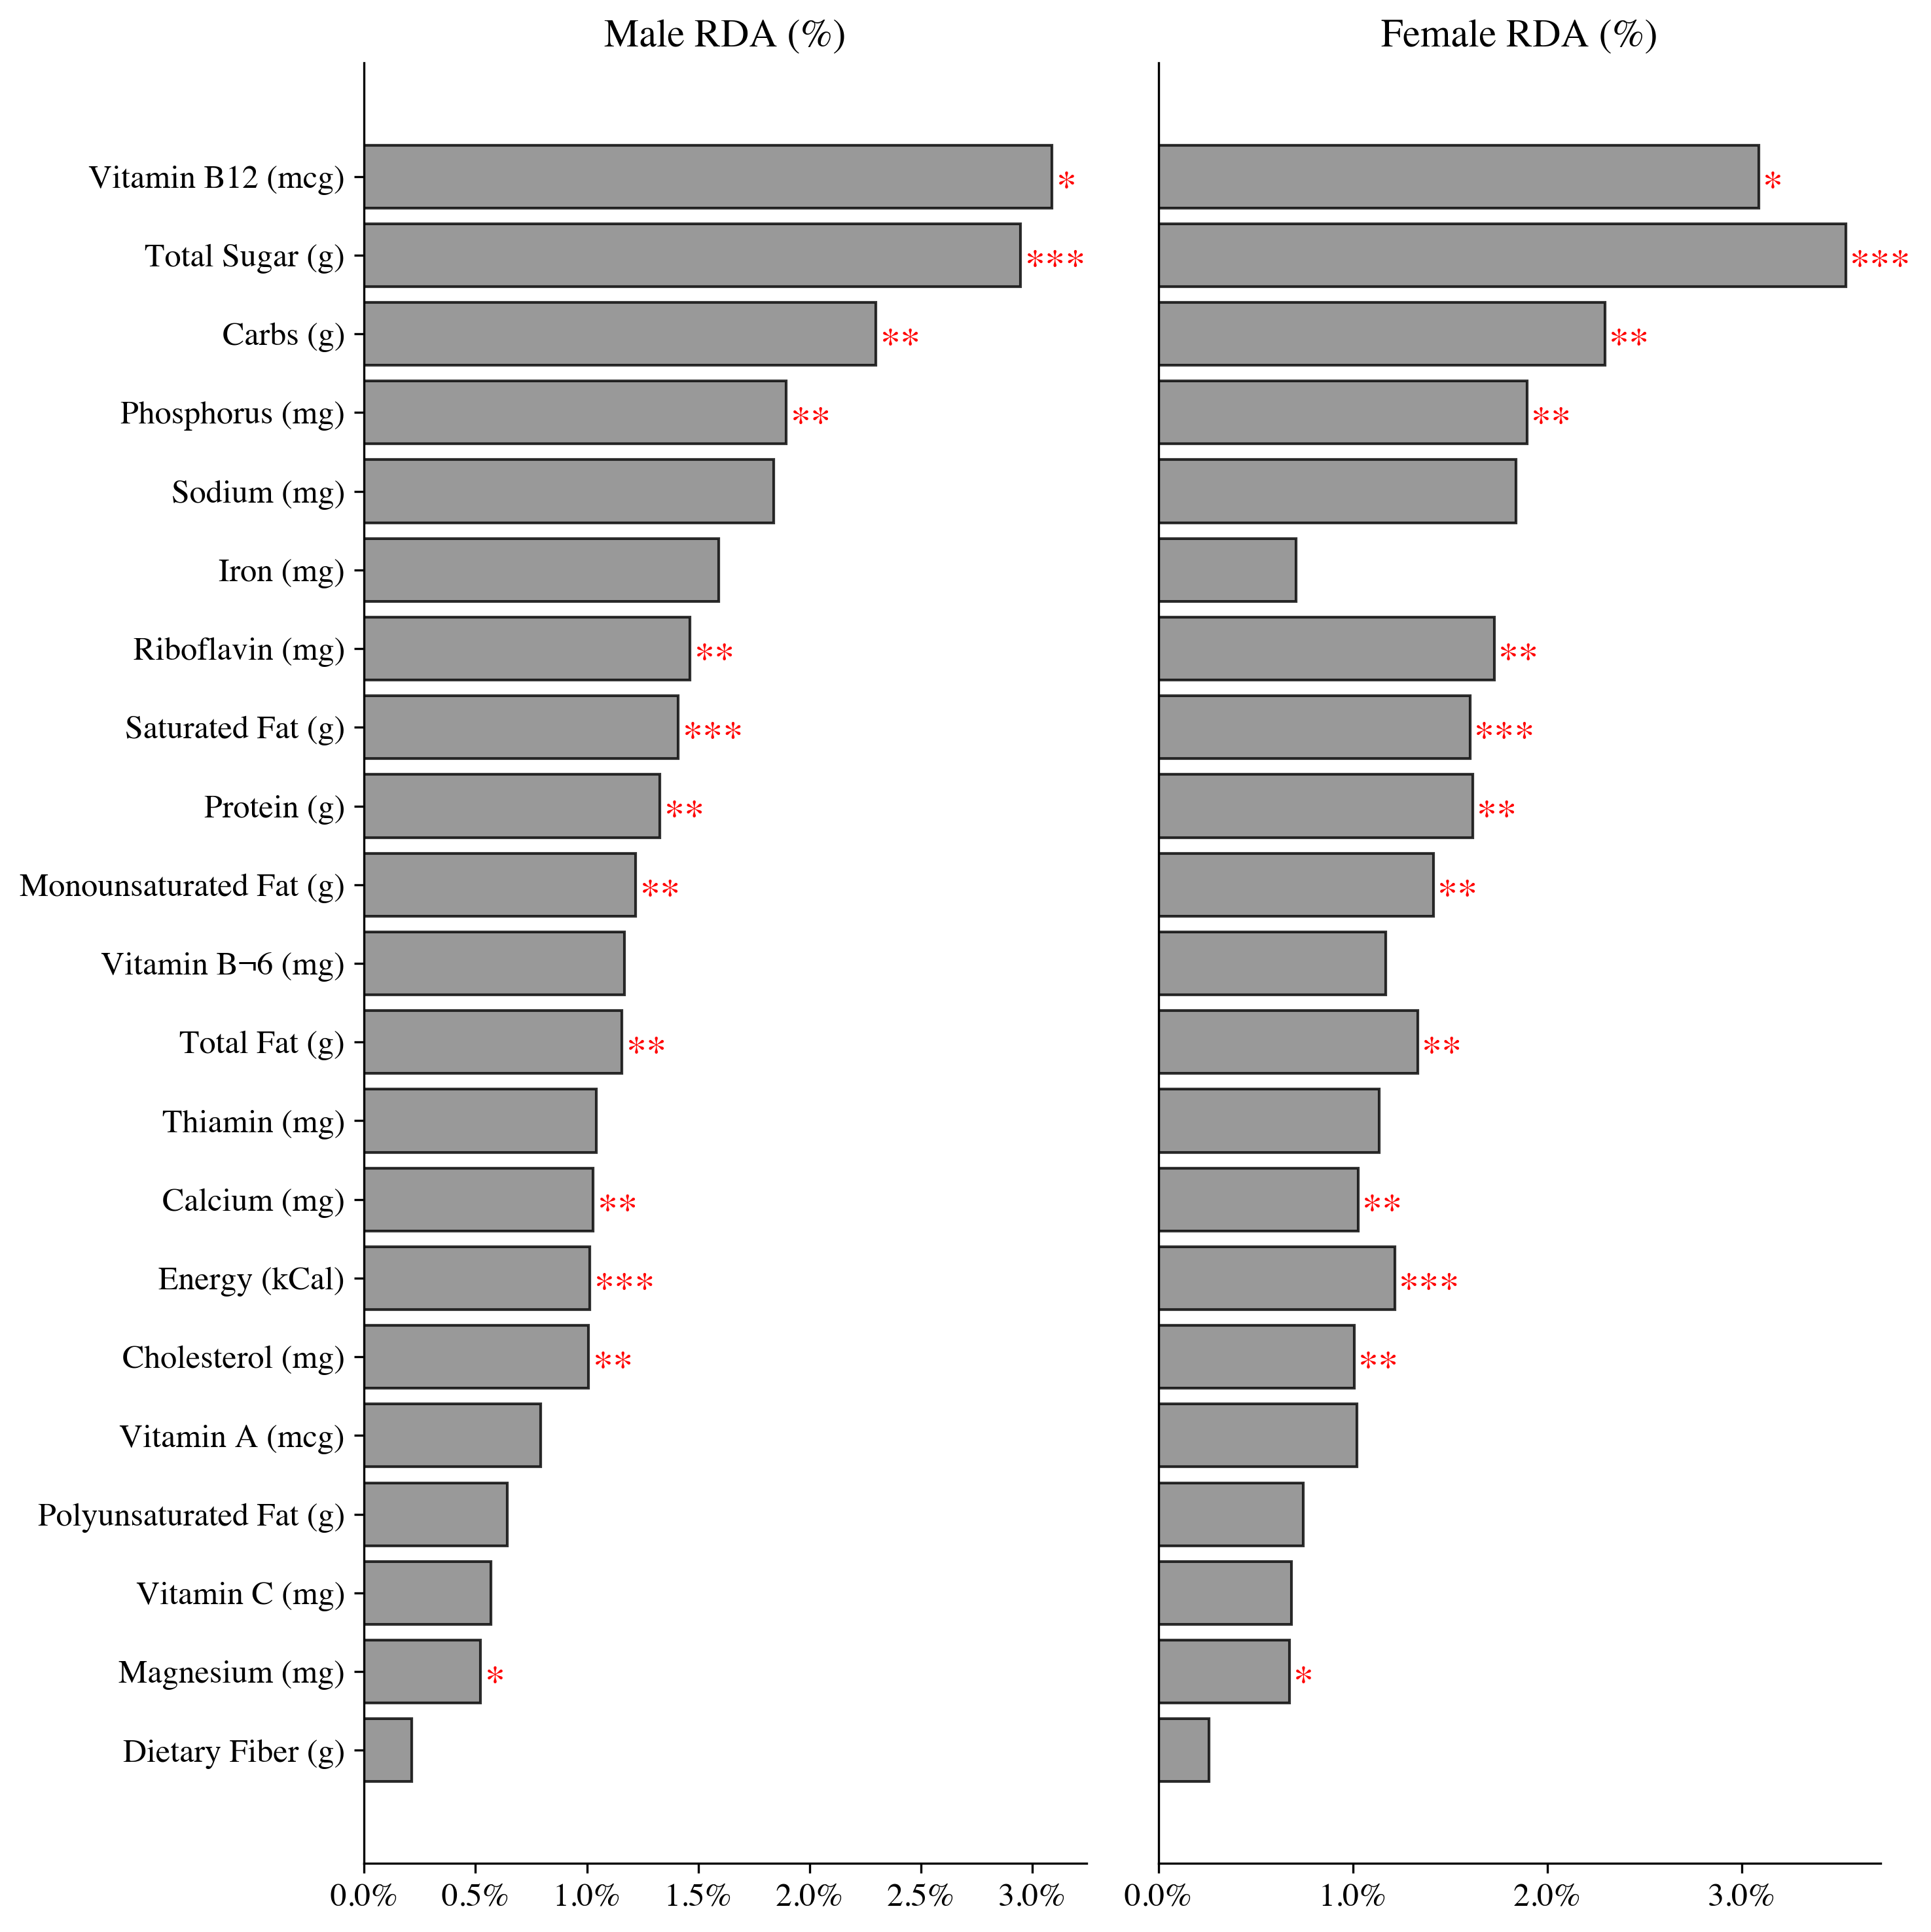 Male RDA (%) Female RDA (%)
Vitamin B12 (mcg) * *
Total Sugar (g) *** ***
Carbs (g) ** **
Phosphorus (mg) ** **
Sodium (mg)
Iron (mg)
Riboflavin (mg) ** **
Saturated Fat (g) *** ***
Protein (g) ** **
Monounsaturated Fat (g) ** **
Vitamin B¬6 (mg)
Total Fat (g) ** **
Thiamin (mg)
Calcium (mg) ** **
Energy (kCal) *** ***
Cholesterol (mg) ** **
Vitamin A (mcg)
Polyunsaturated Fat (g)
Vitamin C (mg)
Magnesium (mg) * *
Dietary Fiber (g)
0.0% 0.5% 1.0% 1.5% 2.0% 2.5% 3.0% 0.0% 1.0% 2.0% 3.0%